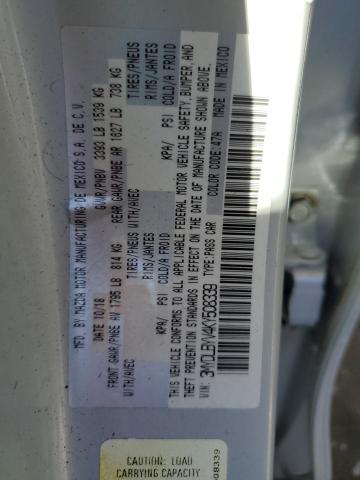 MFG. BY MAZDA MOTOR MANUFACTURING DE MEXICO S.A. DE C.V.
DATE 10/18 GVWR/PNBV 3393 LB 1539 KG
FRONT GAWR/PNBE AV 1795 LB 814 KG REAR GAWR/PNBE AR 1627 LB 738 KG
WITH/AVEC TIRES/PNEUS WITH/AVEC TIRES/PNEUS
RIMS/JANTES RIMS/JANTES
KPA/ PSI COLD/A FROID KPA/ PSI COLD/A FROID
THIS VEHICLE CONFORMS TO ALL APPLICABLE FEDERAL MOTOR VEHICLE SAFETY, BUMPER, AND
THEFT PREVENTION STANDARDS IN EFFECT ON THE DATE OF MANUFACTURE SHOWN ABOVE.
VIN: TYPE:PASS CAR COLOR CODE:47A MADE IN MEXICO
CAUTION: LOAD
CARRYING CAPACITY
08339